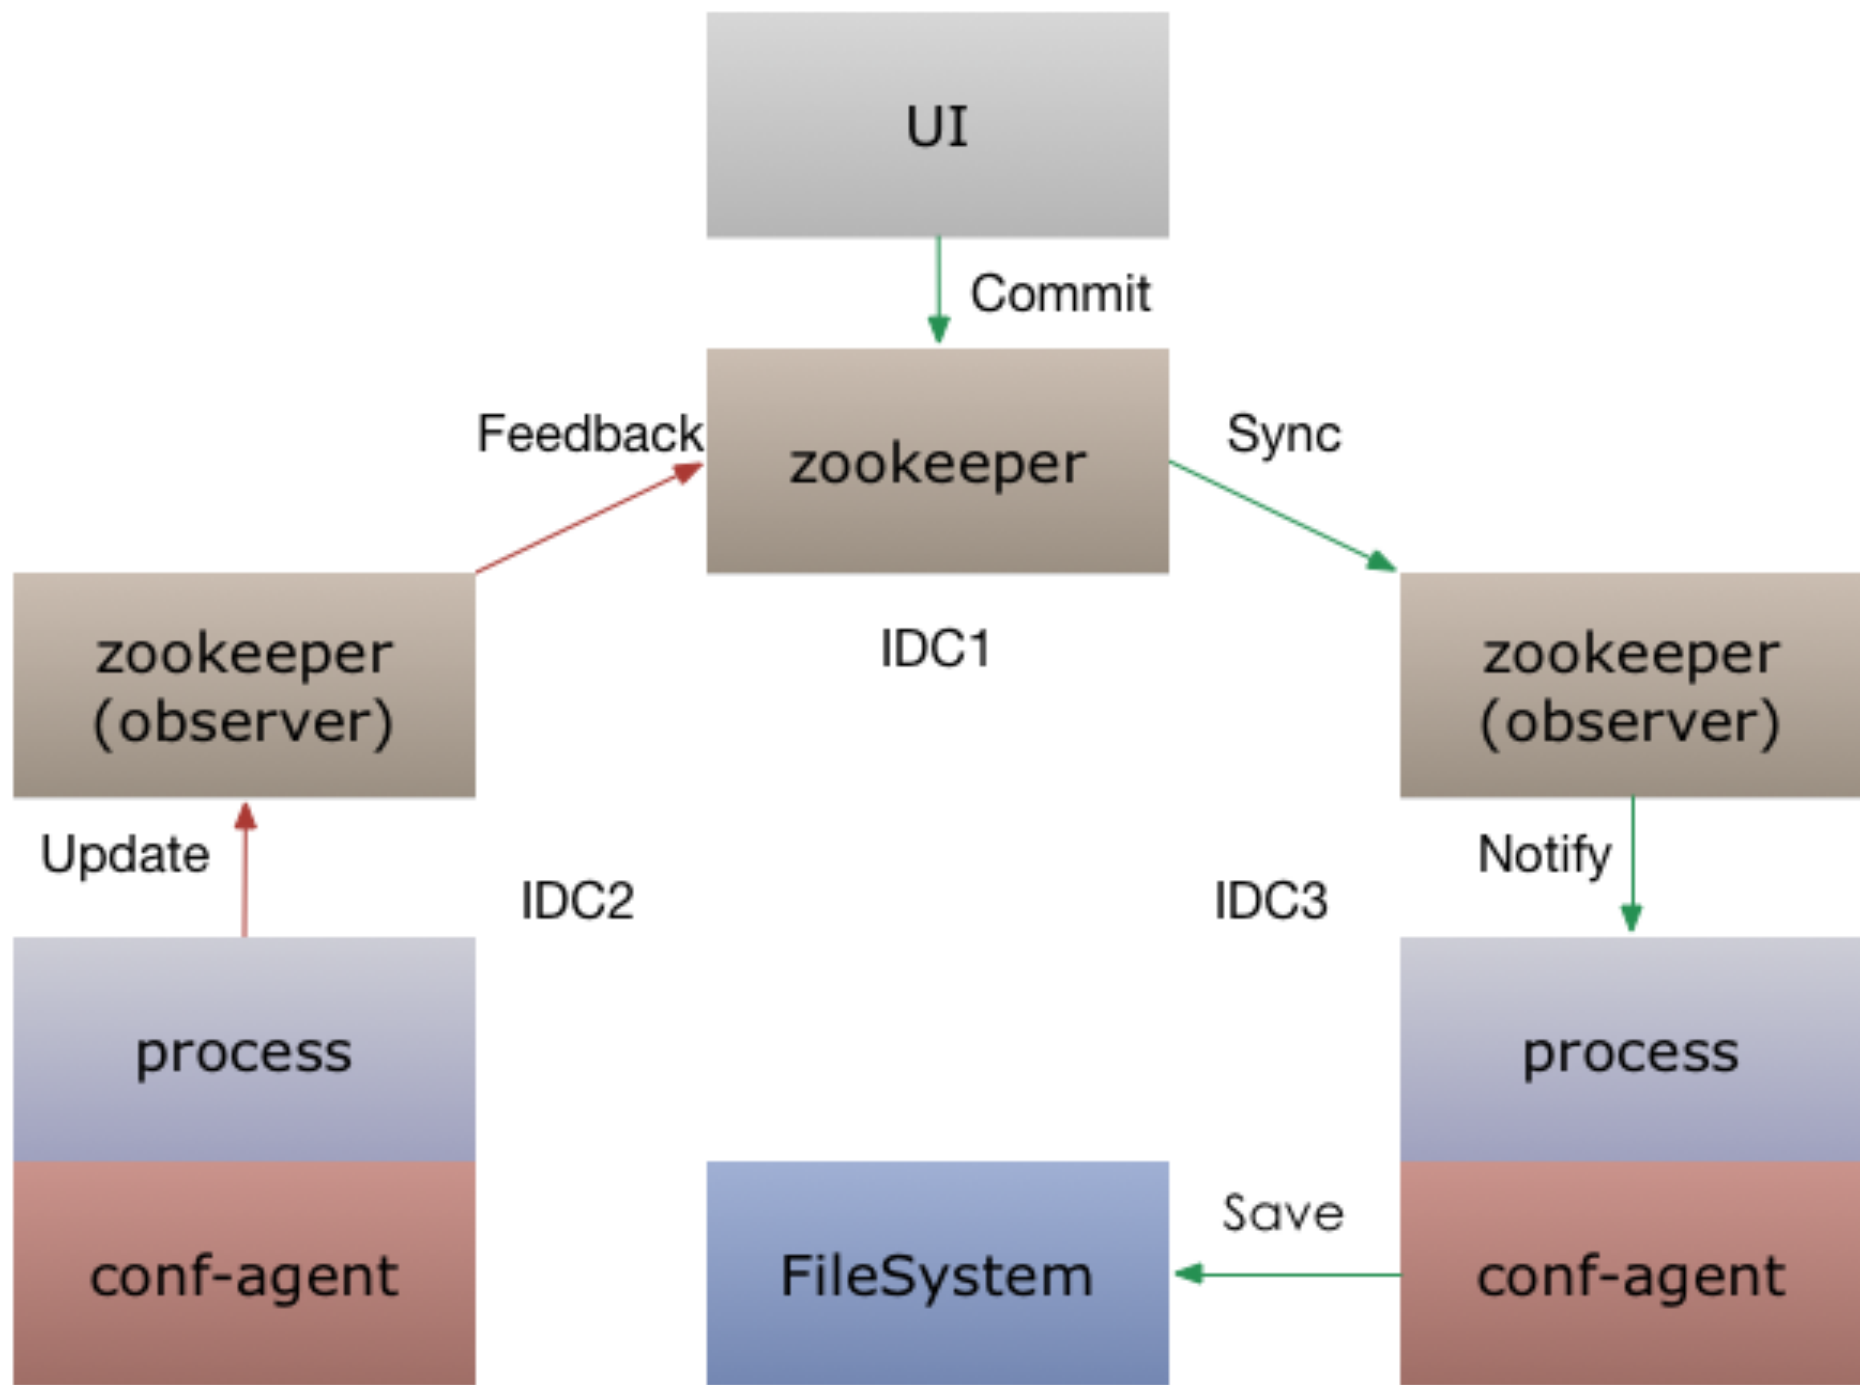 UI
Commit
Feedback
zookeeper
Sync
IDC1
zookeeper
(observer)
zookeeper
(observer)
Update
IDC2
IDC3
Notify
process
process
conf-agent
FileSystem
Save
conf-agent